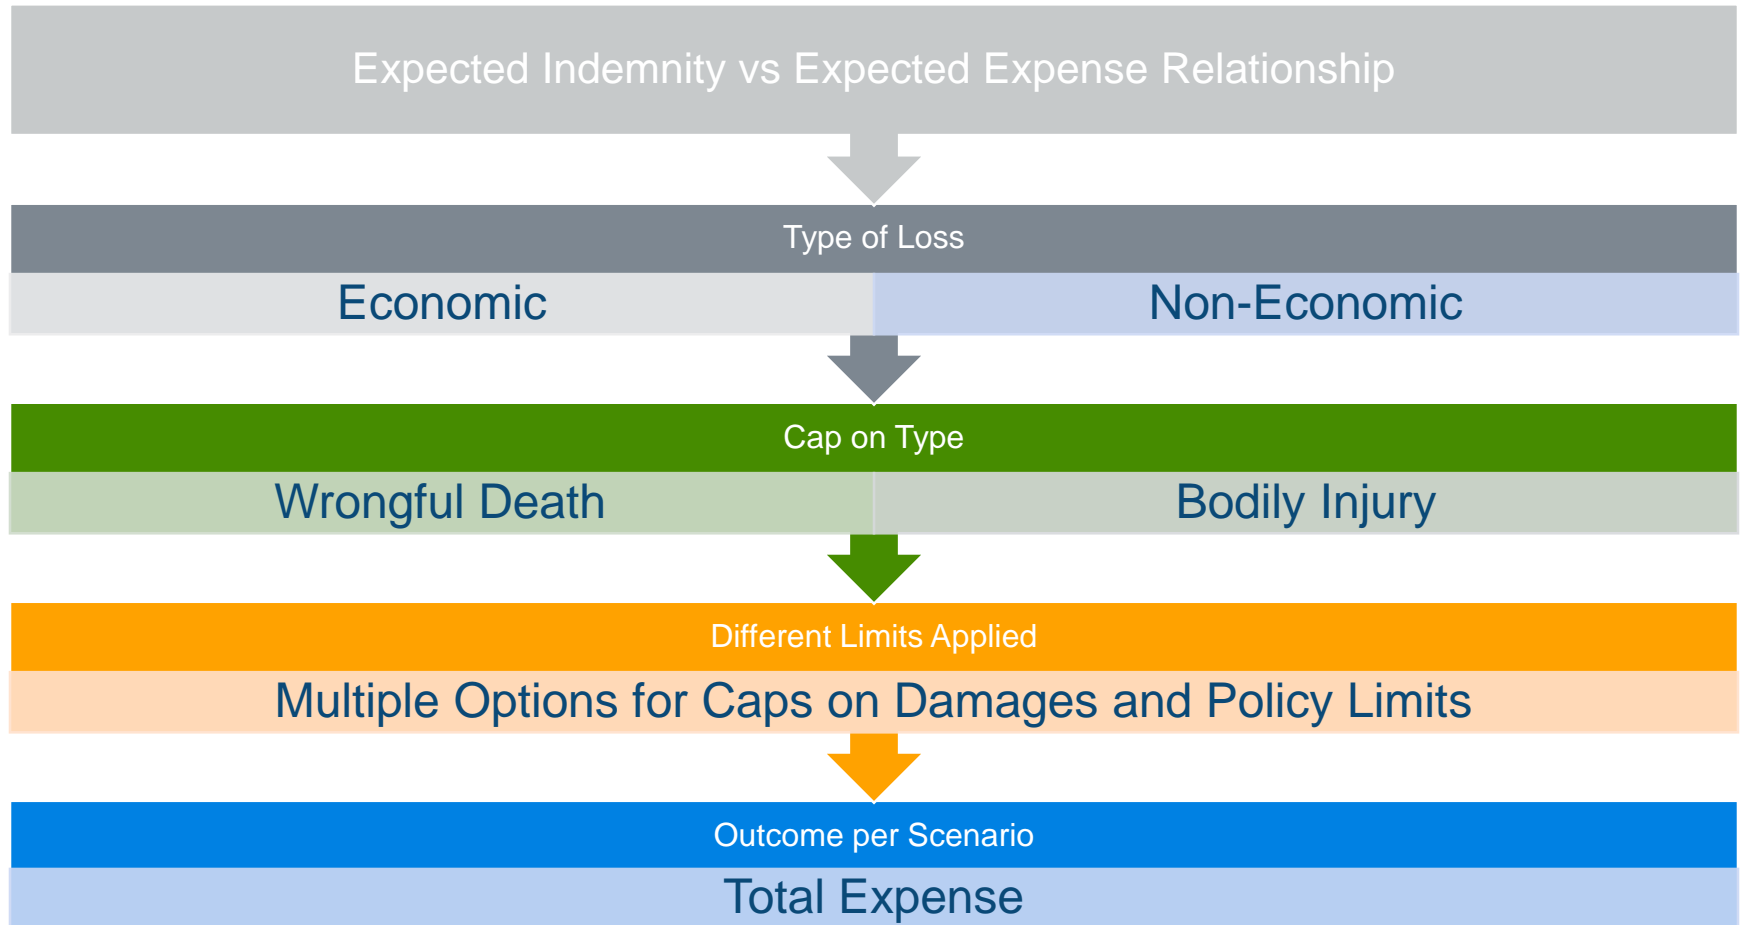 Expected Indemnity vs Expected Expense Relationship
Type of Loss
Economic
Non-Economic
Cap on Type
Wrongful Death
Bodily Injury
Different Limits Applied
Multiple Options for Caps on Damages and Policy Limits
Outcome per Scenario
Total Expense